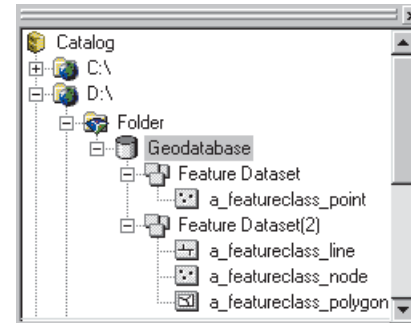 Catalog
C:\
D:\
Folder
Geodatabase
Feature Dataset
a_featureclass_point
Feature Dataset(2)
a_featureclass_line
a_featureclass_node
a_featureclass_polygon